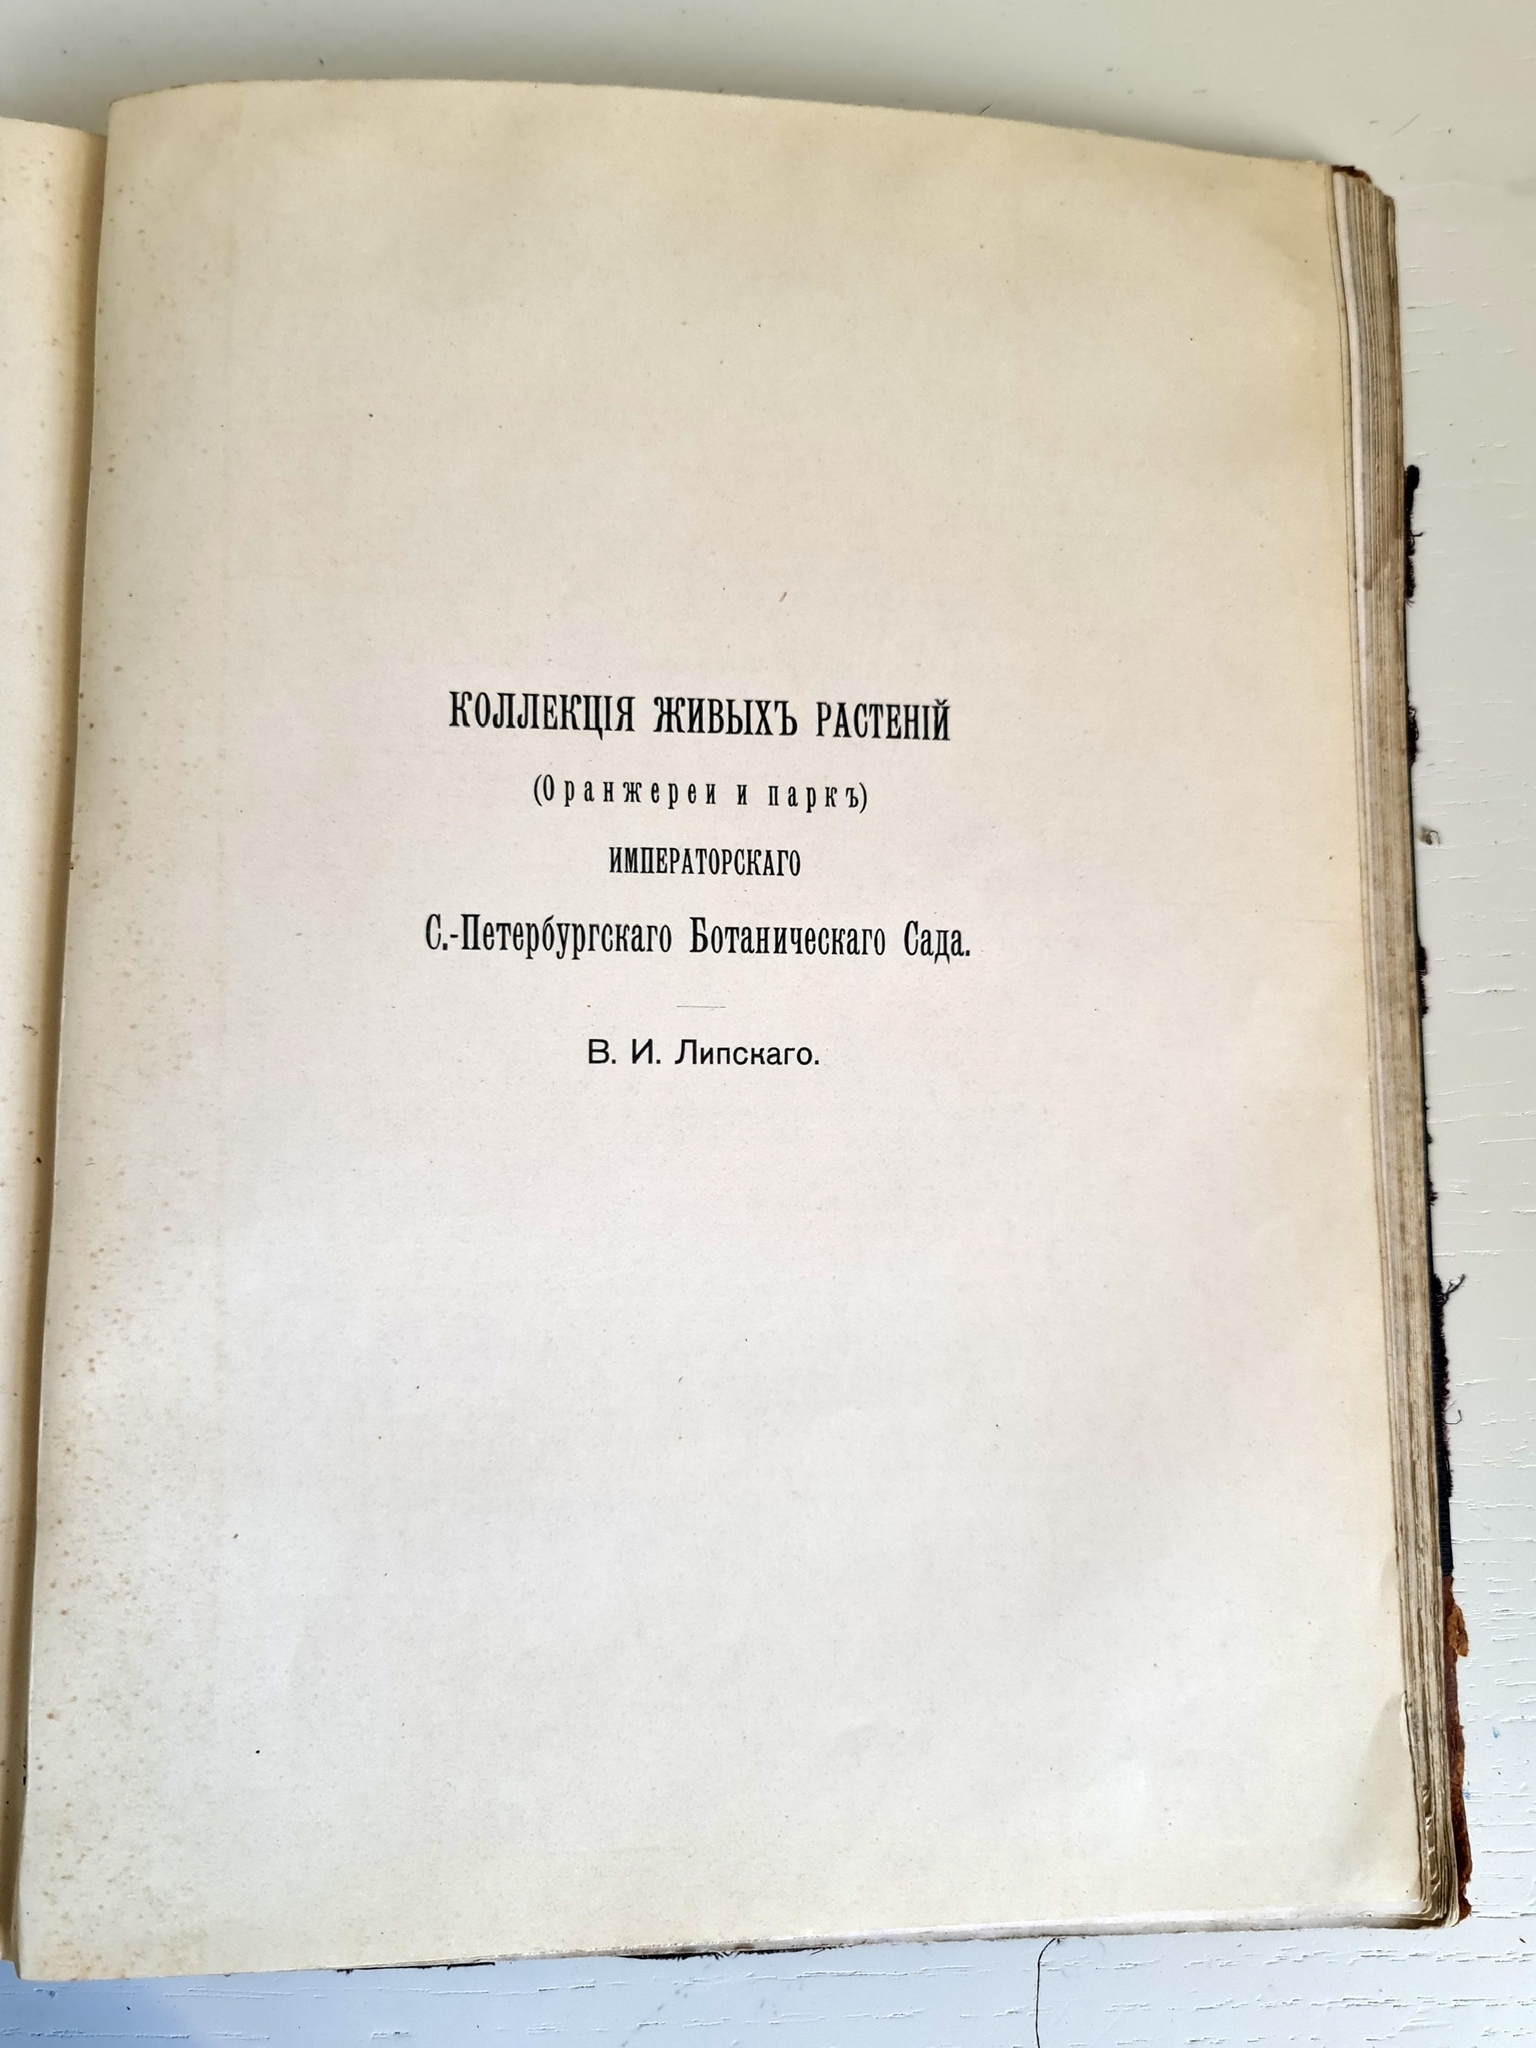 КОЛЛЕКЦІЯ ЖИВЫХЪ РАСТЕНІЙ
(Оранжереи и паркъ)
ИМПЕРАТОРСКАГО
С.-Петербургскаго Ботаническаго Сада.
В. И. Липскаго.